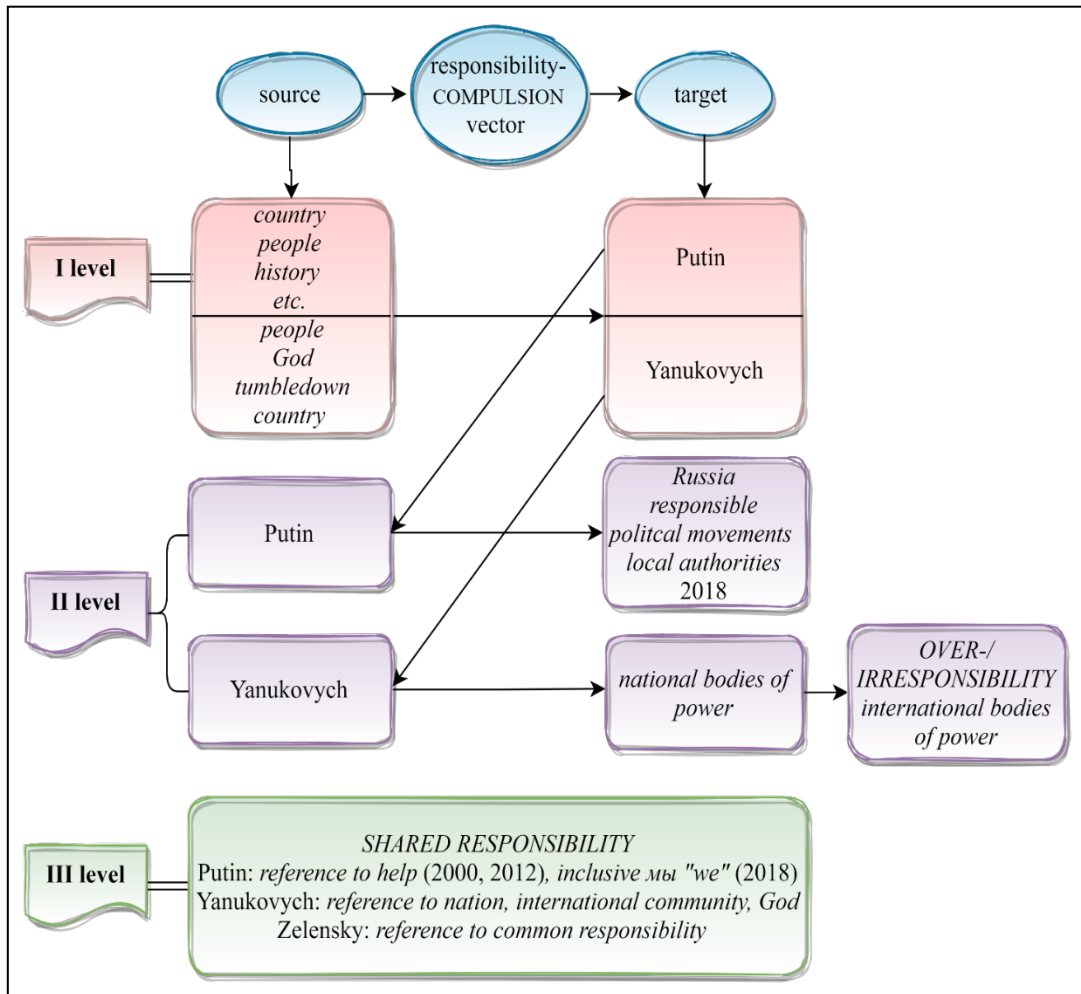 source
responsibility-
COMPULSION
vector
target
I level
country
people
history
etc.
people
God
tumbledown
country
Putin
Yanukovych
II level
Putin
Russia
responsible
politcal movements
local authorities
2018
Yanukovych
national bodies of
power
OVER-/
IRRESPONSIBILITY
international bodies
of power
III level
SHARED RESPONSIBILITY
Putin: reference to help (2000, 2012), inclusive мы "we" (2018)
Yanukovych: reference to nation, international community, God
Zelensky: reference to common responsibility